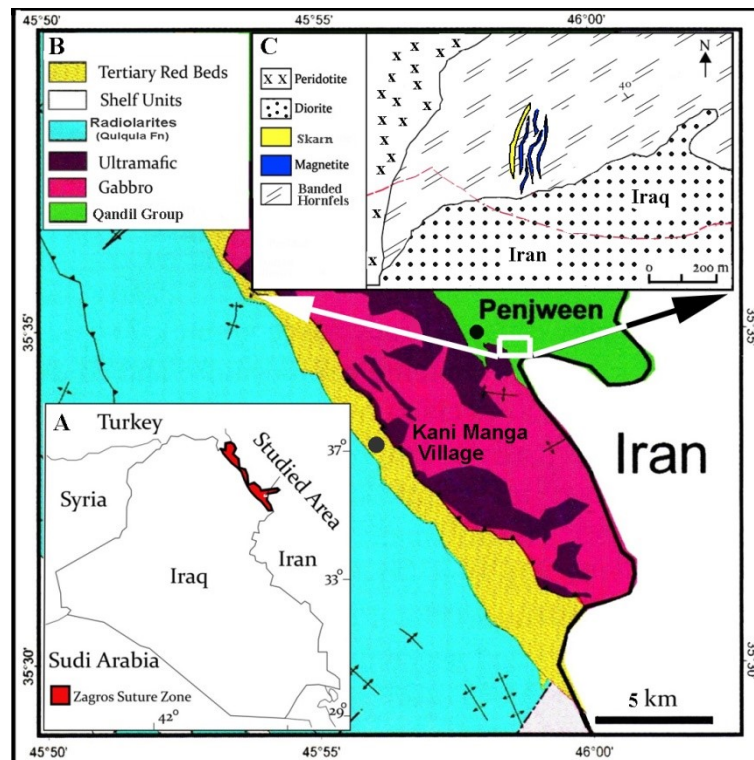 45°50'
45°55'
46°00'
B
Tertiary Red Beds
Shelf Units
Radiolarites
(Qulqula Fn)
Ultramafic
Gabbro
Qandil Group
C
x x Peridotite
Diorite
Skarn
Magnetite
Banded
Hornfels
N
40
Iraq
Iran
0 200 m
35°35'
35°35'
Penjween
Kani Manga
Village
Iran
A
Turkey
Syria
Iraq
Iran
Studied Area
37°
33°
29°
42°
Sudi Arabia
Zagros Suture Zone
35°30'
35°30'
5 km
45°50'
45°55'
46°00'